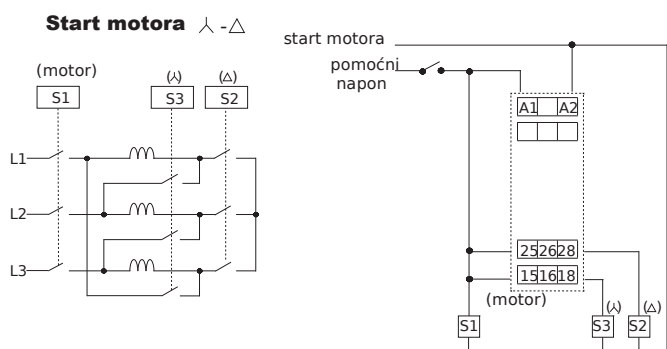 Start motora ⅄ -△
(motor)
S1
(⅄)
S3
(△)
S2
L1
L2
L3
start motora
pomoćni
napon
A1 A2
25 26 28
15 16 18
(motor)
S1
S3
(⅄)
S2
(△)